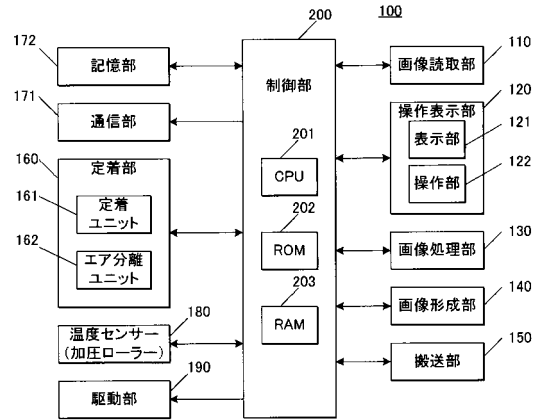 100
200
制御部
201
CPU
202
ROM
203
RAM
172
記憶部
171
通信部
160
定着部
161
定着
ユニット
162
エア分離
ユニット
180
温度センサー
(加圧ローラー)
190
駆動部
110
画像読取部
120
操作表示部
121
表示部
122
操作部
130
画像処理部
140
画像形成部
150
搬送部